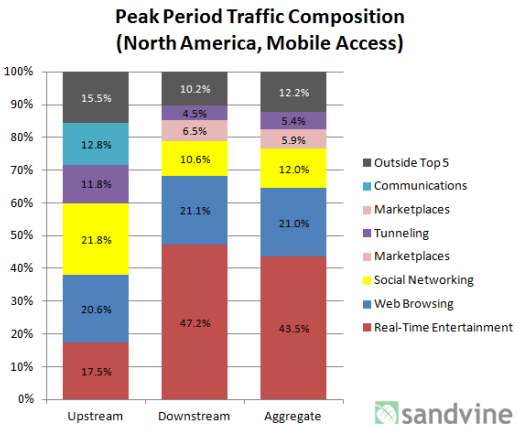 Peak Period Traffic Composition
(North America, Mobile Access)
100%
90%
80%
70%
60%
50%
40%
30%
20%
10%
0%
15.5%
12.8%
11.8%
21.8%
20.6%
17.5%
10.2%
4.5%
6.5%
10.6%
21.1%
47.2%
12.2%
5.4%
5.9%
12.0%
21.0%
43.5%
Upstream
Downstream
Aggregate
Outside Top 5
Communications
Marketplaces
Tunneling
Marketplaces
Social Networking
Web Browsing
Real-Time Entertainment
sandvine